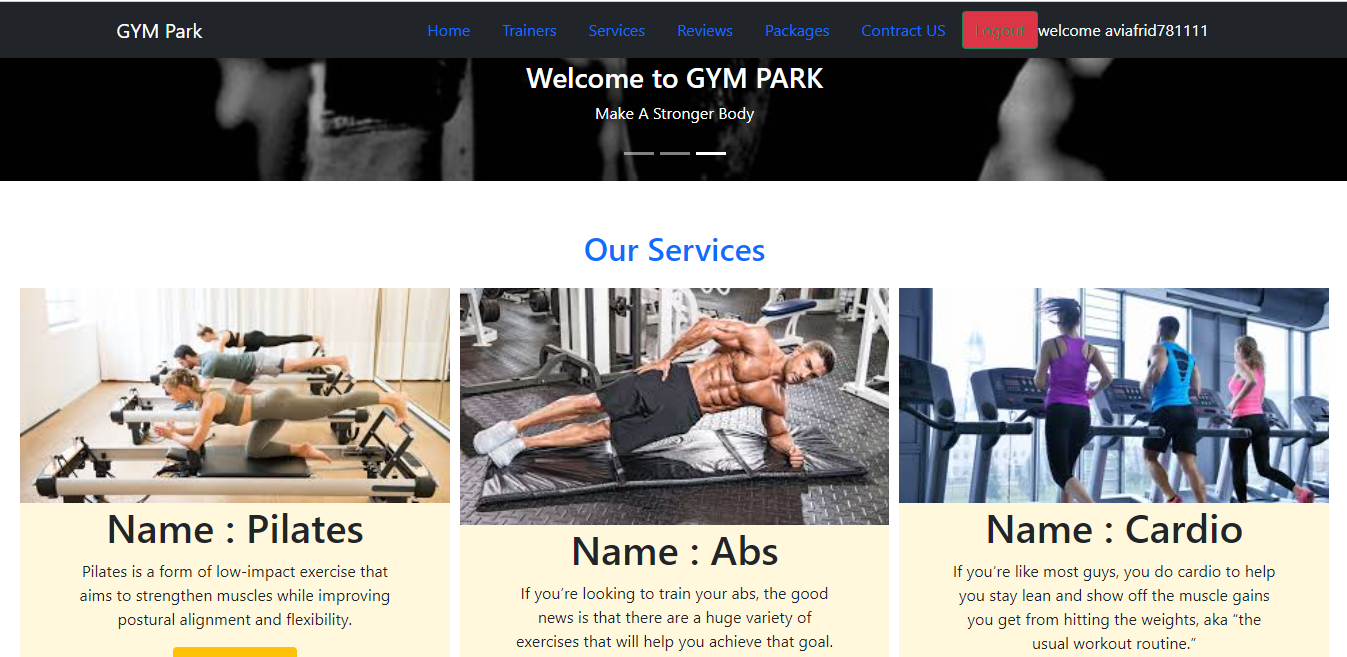 GYM Park Home Trainers Services Reviews Packages Contract US Logout welcome aviafrid781111
Welcome to GYM PARK
Make A Stronger Body
Our Services
Name : Pilates
Pilates is a form of low-impact exercise that
aims to strengthen muscles while improving
postural alignment and flexibility.
Name : Abs
If you’re looking to train your abs, the good
news is that there are a huge variety of
exercises that will help you achieve that goal.
Name : Cardio
If you’re like most guys, you do cardio to help
you stay lean and show off the muscle gains
you get from hitting the weights, aka “the
usual workout routine.”